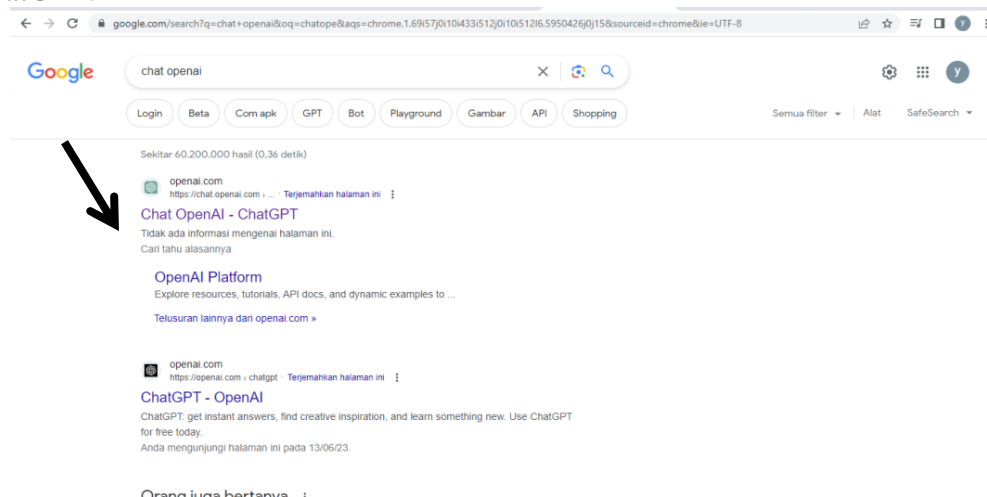 google.com/search?q=chat+openai&oq=chatope&aqs=chrome.1.69i57j0i10i433i512j0i10i512l6.5950426j0j15&sourceid=chrome&ie=UTF-8
y
Google
chat openai
y
Login Beta Com apk GPT Bot Playground Gambar API Shopping
Semua filter Alat SafeSearch
Sekitar 60.200.000 hasil (0,36 detik)
openai.com
https://chat.openai.com › ... · Terjemahkan halaman ini
Chat OpenAI - ChatGPT
Tidak ada informasi mengenai halaman ini.
Cari tahu alasannya
OpenAI Platform
Explore resources, tutorials, API docs, and dynamic examples to ...
Telusuran lainnya dari openai.com »
openai.com
https://openai.com › chatgpt · Terjemahkan halaman ini
ChatGPT - OpenAI
ChatGPT: get instant answers, find creative inspiration, and learn something new. Use ChatGPT
for free today.
Anda mengunjungi halaman ini pada 13/06/23.
Orang juga bertanya